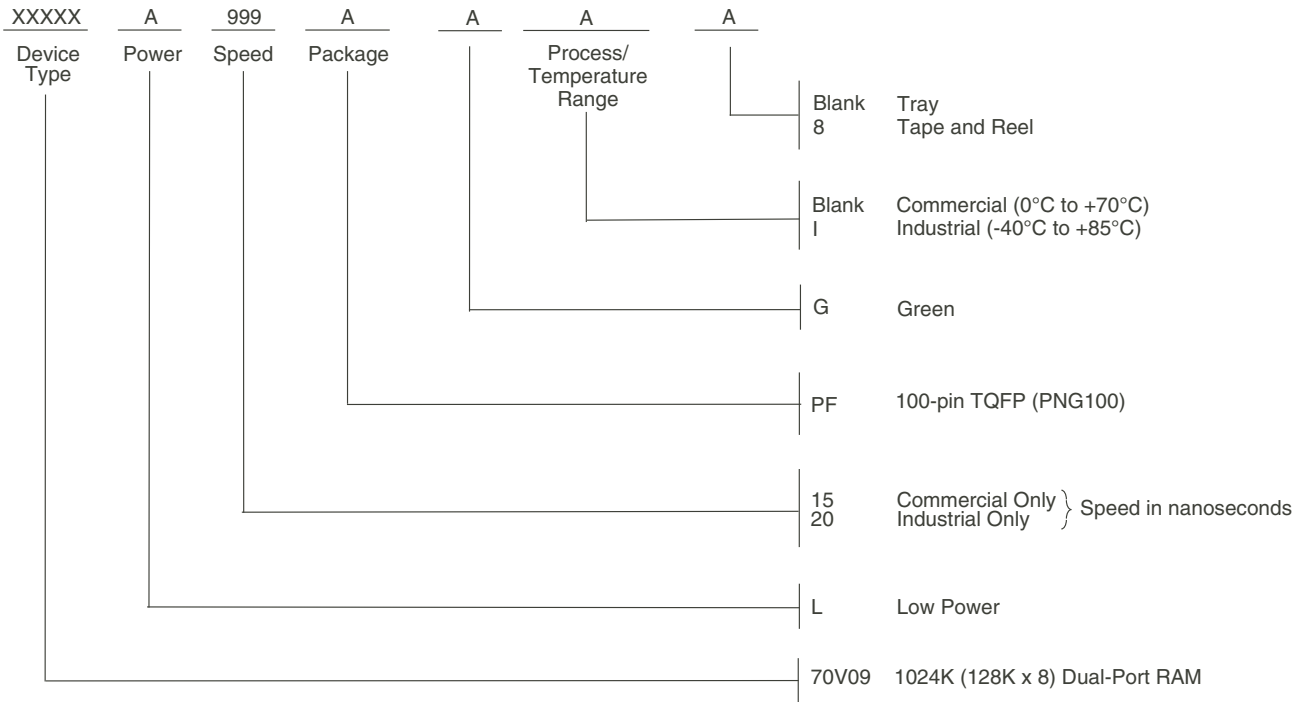 XXXXX A 999 A A A A
Device Type Power Speed Package Process/ Temperature Range
Blank Tray
8 Tape and Reel
Blank Commercial (0°C to +70°C)
I Industrial (-40°C to +85°C)
G Green
PF 100-pin TQFP (PNG100)
15 Commercial Only
20 Industrial Only
Speed in nanoseconds
L Low Power
70V09 1024K (128K x 8) Dual-Port RAM